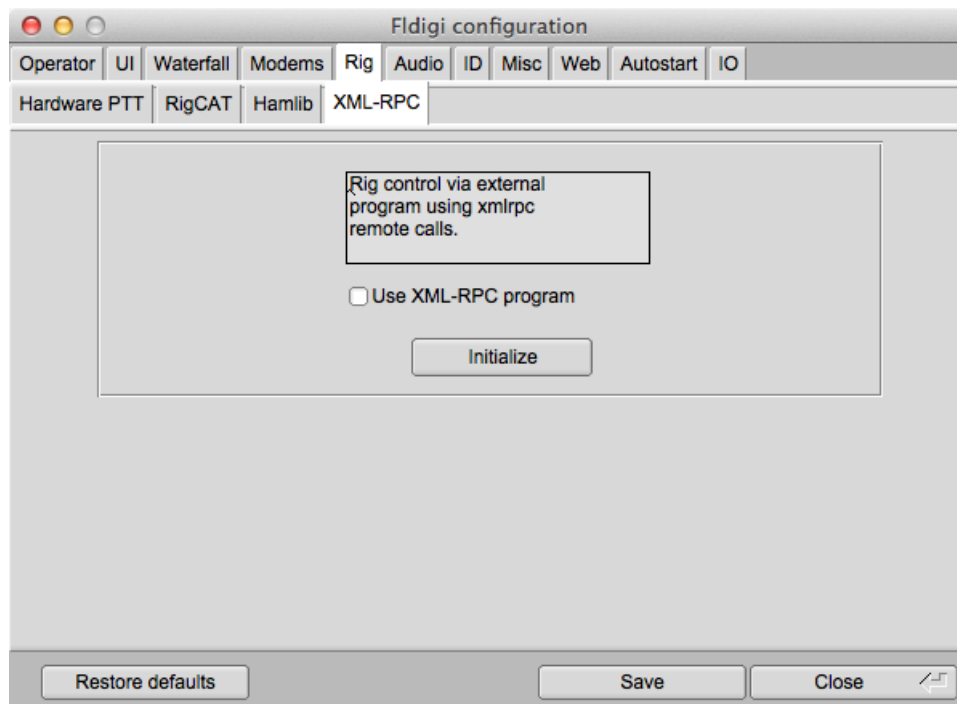 Fldigi configuration
Operator UI Waterfall Modems Rig Audio ID Misc Web Autostart IO
Hardware PTT RigCAT Hamlib XML-RPC
Rig control via external
program using xmlrpc
remote calls.
Use XML-RPC program
Initialize
Restore defaults Save Close